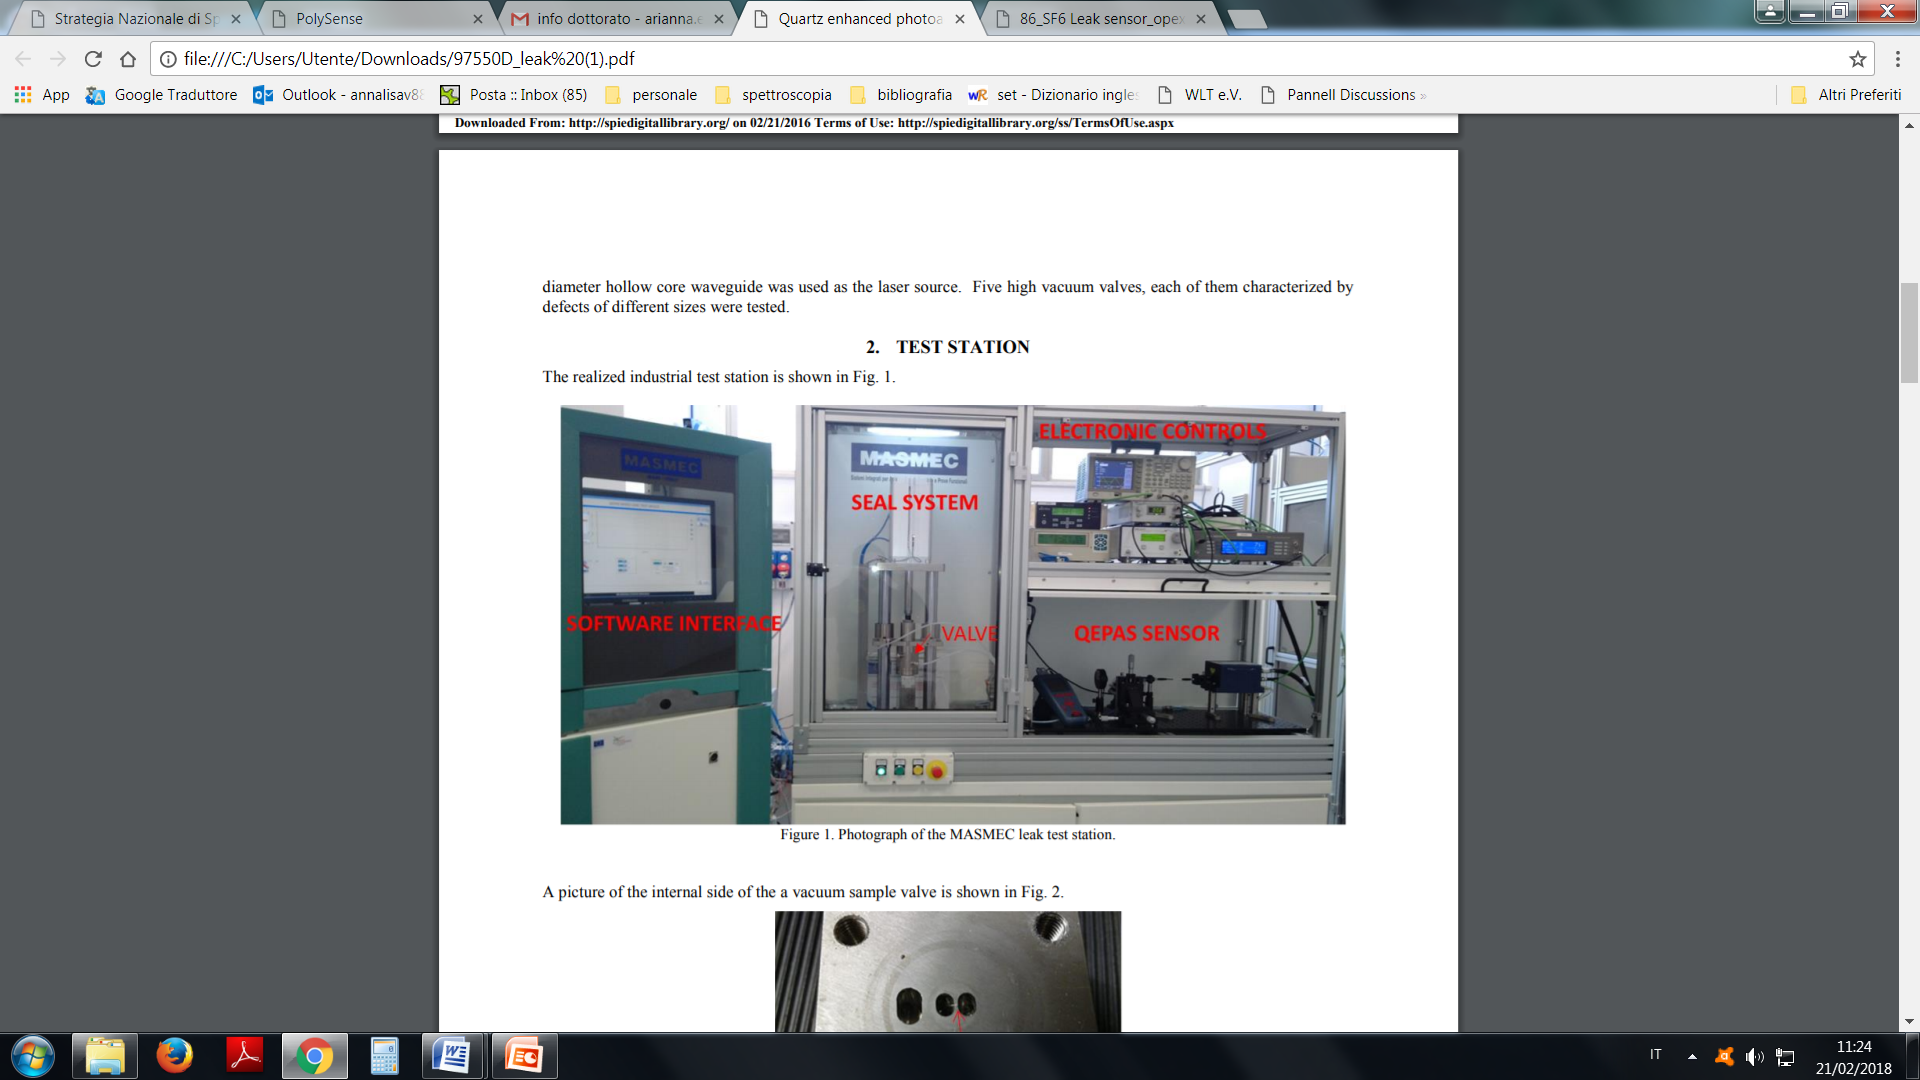 Strategia Nazionale di Sp
PolySense
info dottorato - arianna.e
Quartz enhanced photoa
86_SF6 Leak sensor_opex
file:///C:/Users/Utente/Downloads/97550D_leak%20(1).pdf
App
Google Traduttore
Outlook - annalisav88
Posta :: Inbox (85)
personale
spettroscopia
bibliografia
set - Dizionario ingle
WLT e.V.
Pannell Discussions
»
Altri Preferiti
Downloaded From: http://spiedigitallibrary.org/ on 02/21/2016 Terms of Use: http://spiedigitallibrary.org/ss/TermsOfUse.aspx
diameter hollow core waveguide was used as the laser source. Five high vacuum valves, each of them characterized by
defects of different sizes were tested.
2. TEST STATION
The realized industrial test station is shown in Fig. 1.
ELECTRONIC CONTROLS
MASMEC
MASMEC
SEAL SYSTEM
SOFTWARE INTERFACE
VALVE
QEPAS SENSOR
Figure 1. Photograph of the MASMEC leak test station.
A picture of the internal side of the a vacuum sample valve is shown in Fig. 2.
IT
11:24
21/02/2018